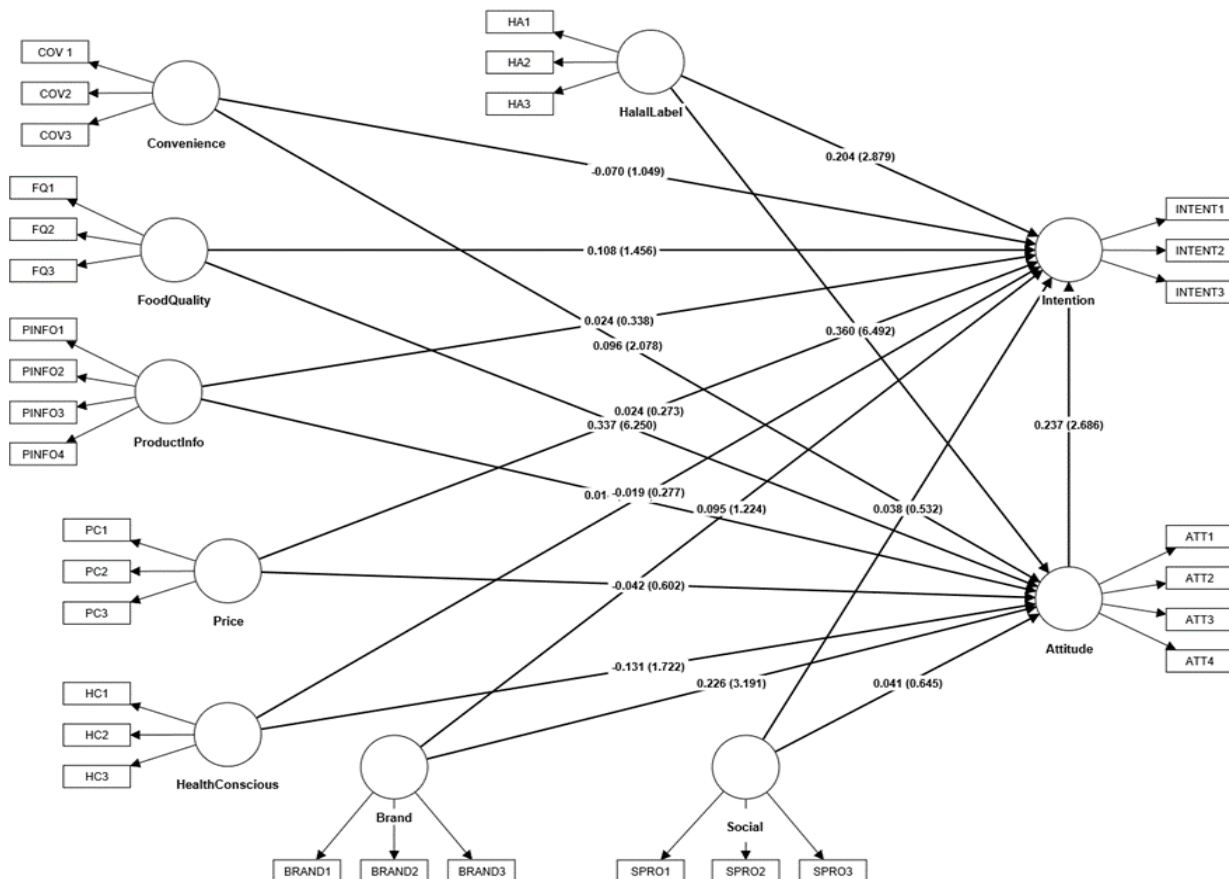 HA1
HA2
HA3
HalalLabel
COV 1
COV2
COV3
Convenience
0.204 (2.879)
-0.070 (1.049)
FQ1
FQ2
FQ3
FoodQuality
0.108 (1.456)
INTENT1
INTENT2
INTENT3
Intention
PINFO1
PINFO2
PINFO3
PINFO4
ProductInfo
0.024 (0.338)
0.096 (2.078)
0.360 (6.492)
0.024 (0.273)
0.337 (6.250)
0.237 (2.686)
-0.019 (0.277)
0.095 (1.224)
0.038 (0.532)
PC1
PC2
PC3
Price
-0.042 (0.602)
ATT1
ATT2
ATT3
ATT4
Attitude
HC1
HC2
HC3
HealthConscious
-0.131 (1.722)
0.226 (3.191)
0.041 (0.645)
Brand
BRAND1
BRAND2
BRAND3
Social
SPRO1
SPRO2
SPRO3